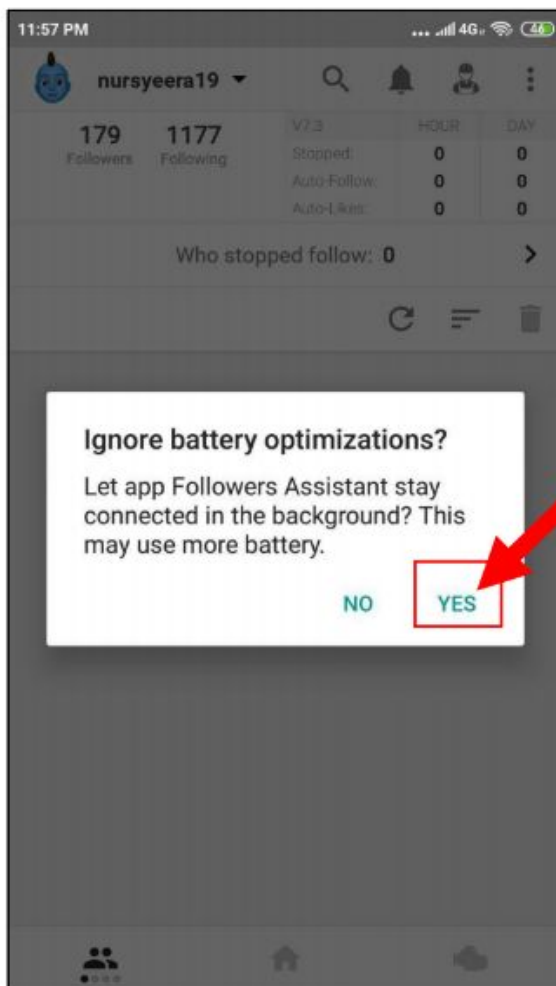 11:57 PM 4G 46
nursyeera19
179 1177 V7.3 HOUR DAY
Followers Following Stopped: 0 0
Auto-Follow: 0 0
Auto-Likes: 0 0
Who stopped follow: 0
Ignore battery optimizations?
Let app Followers Assistant stay
connected in the background? This
may use more battery.
NO YES